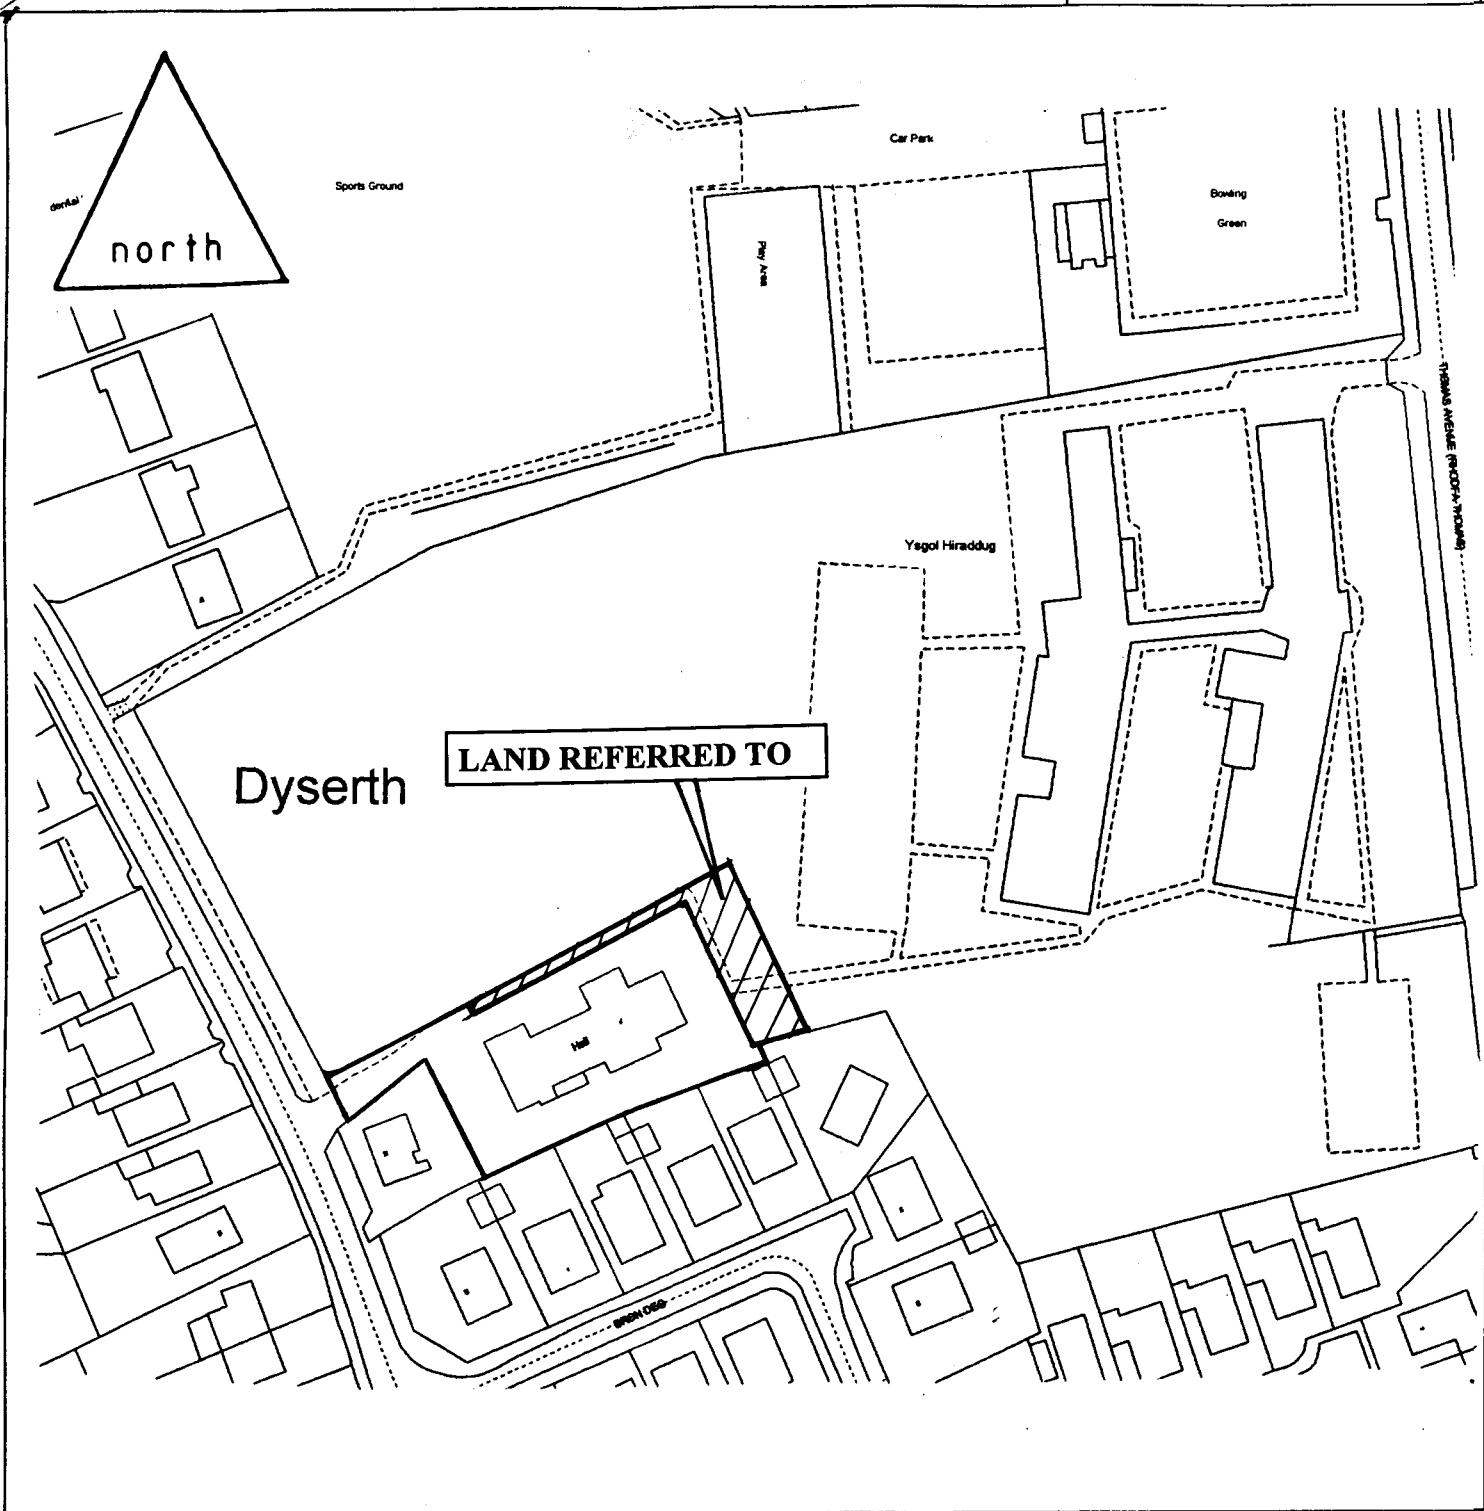 north
Sports Ground
Car Park
Bowling
Green
Play Area
Ysgol Hiraddug
LAND REFERRED TO
Dyserth
Hall
BRYN DEG
THOMAS AVENUE